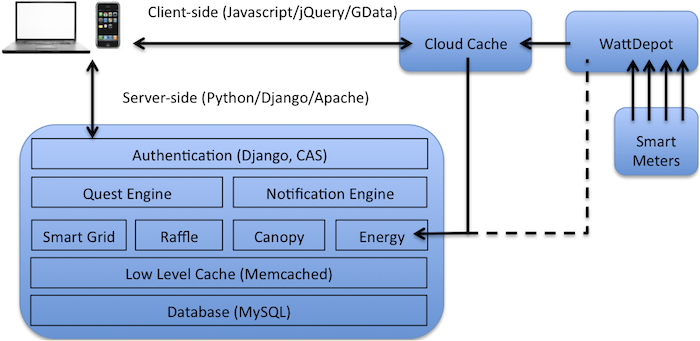 Client-side (Javascript/jQuery/GData)
Cloud Cache
WattDepot
Server-side (Python/Django/Apache)
Smart
Meters
Authentication (Django, CAS)
Quest Engine
Notification Engine
Smart Grid
Raffle
Canopy
Energy
Low Level Cache (Memcached)
Database (MySQL)